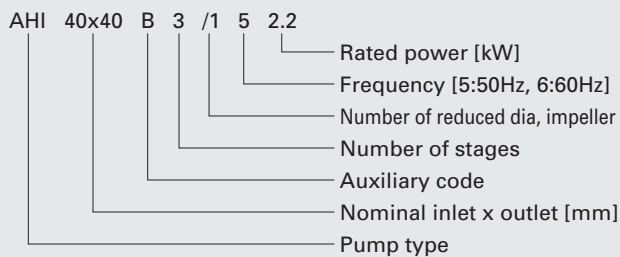 AHI 40x40 B 3 /1 5 2.2
Rated power [kW]
Frequency [5:50Hz, 6:60Hz]
Number of reduced dia, impeller
Number of stages
Auxiliary code
Nominal inlet x outlet [mm]
Pump type